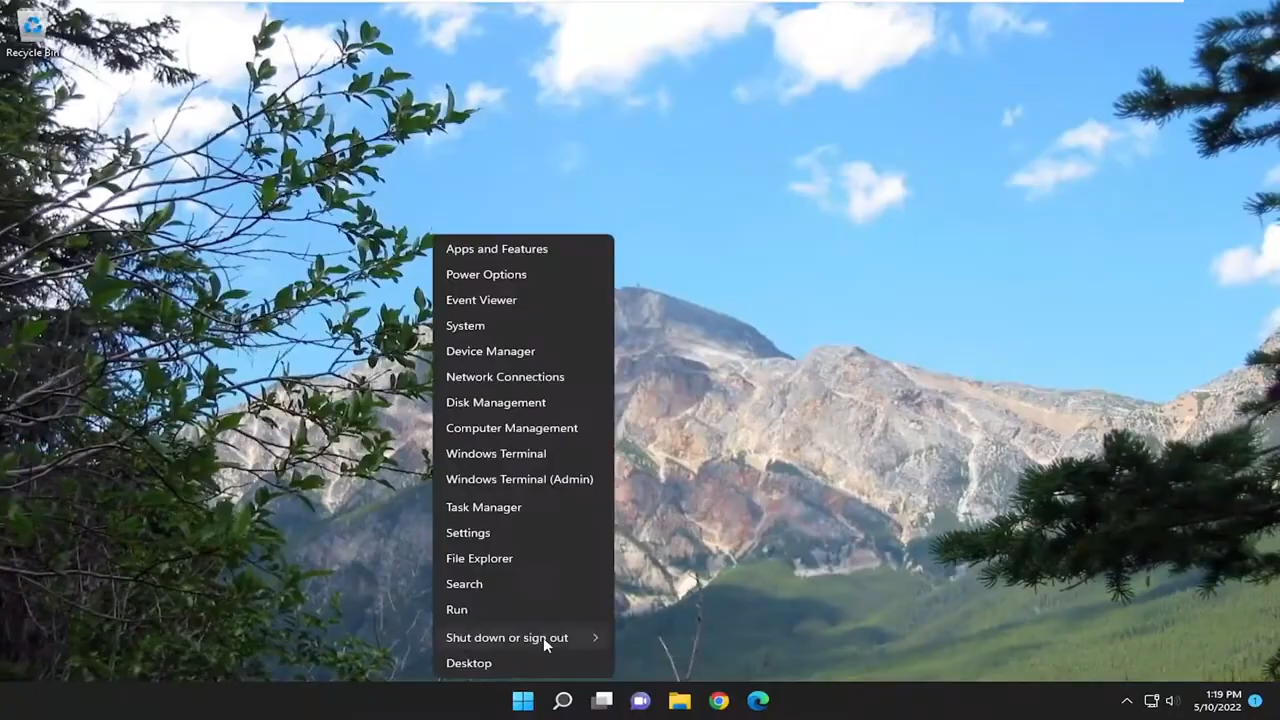 Recycle Bin
Apps and Features
Power Options
Event Viewer
System
Device Manager
Network Connections
Disk Management
Computer Management
Windows Terminal
Windows Terminal (Admin)
Task Manager
Settings
File Explorer
Search
Run
Shut down or sign out
Desktop
1:19 PM
5/10/2022
1